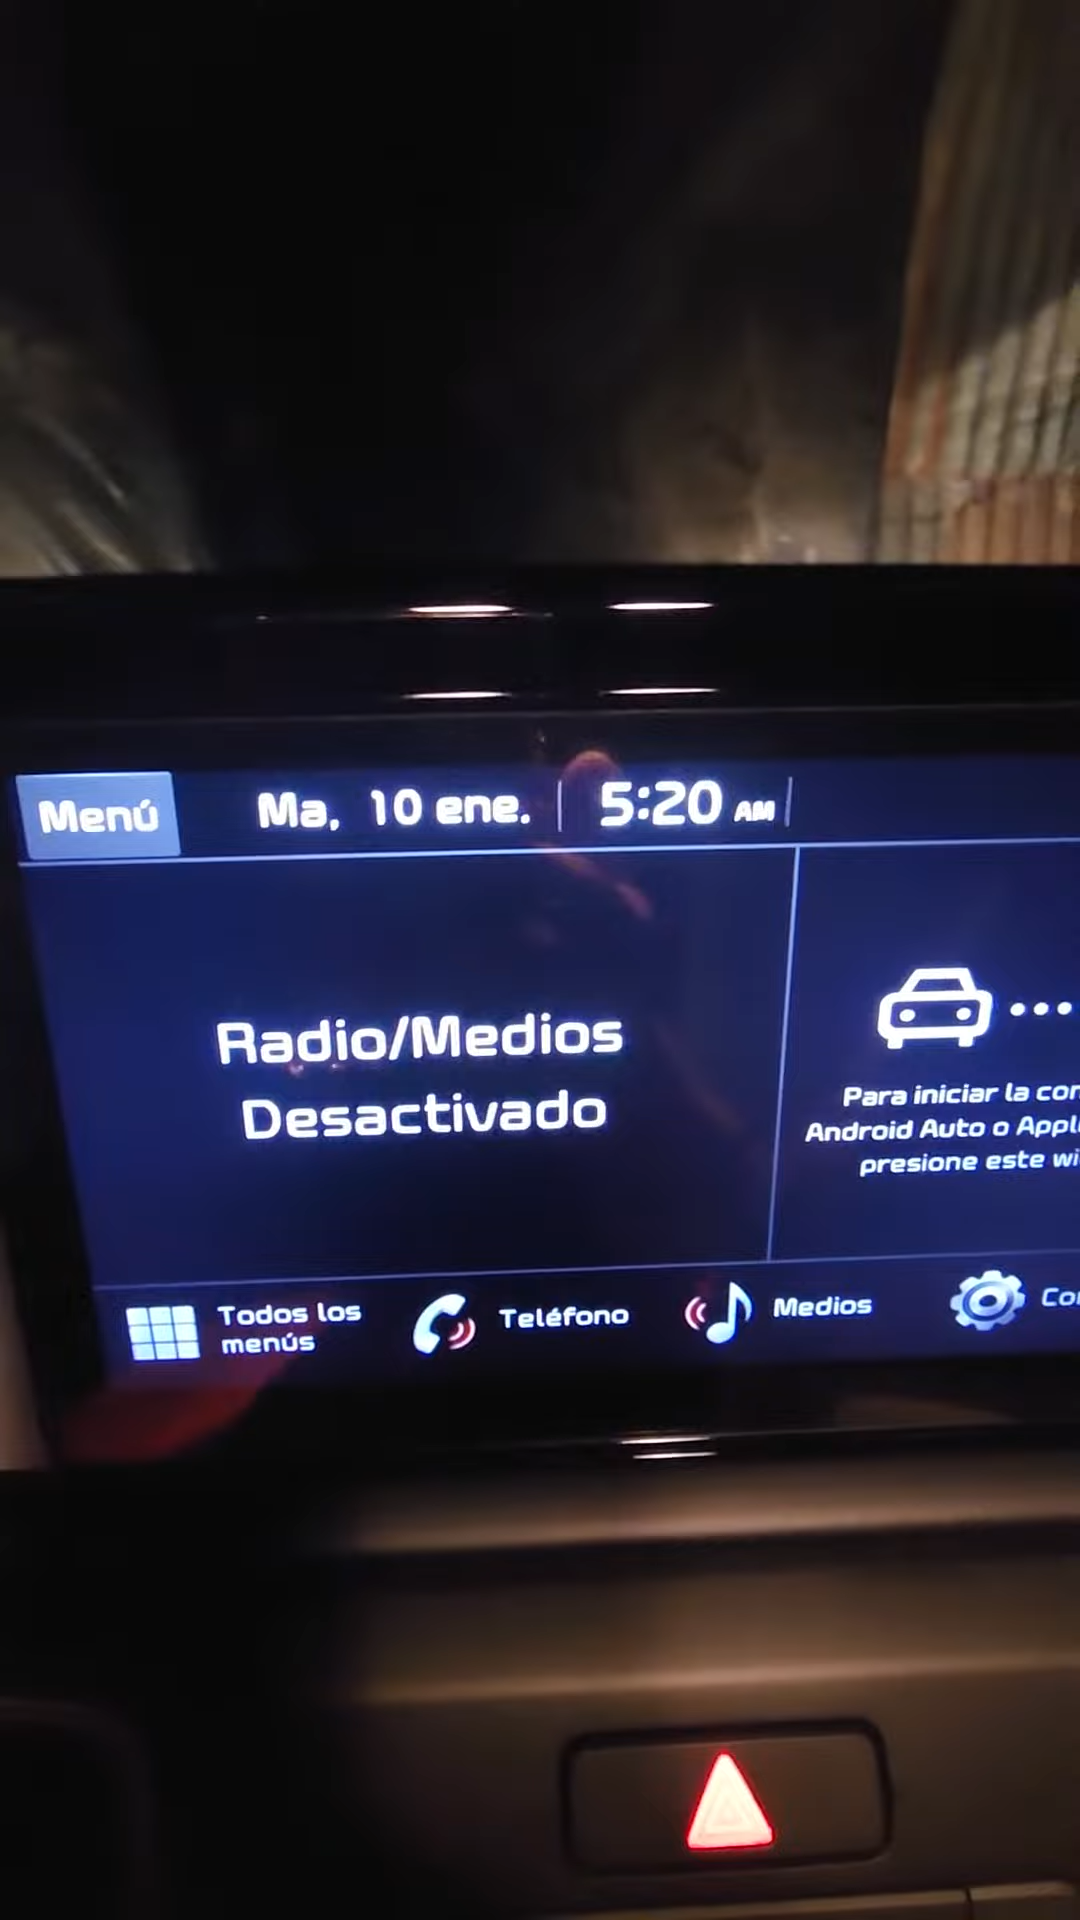 Menú
Ma, 10 ene.
5:20 AM
Radio/Medios
Desactivado
Para iniciar la
Android Auto o
presione este
Todos los
menús
Teléfono
Medios